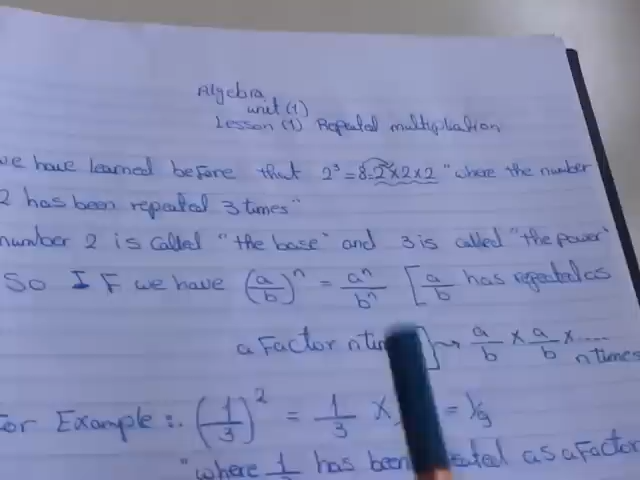 Algebra
unit (1)
Lesson (1) Repeated multiplication
we have learned before that 2³ = 8 = 2 × 2 × 2 "where the number
2 has been repeated 3 times"
number 2 is called "the base" and 3 is called "the power"
So IF we have (a/b)ⁿ = aⁿ/bⁿ [a/b has repeated as
a Factor n ] → a/b × a/b × ....
n times
For Example :. (1/3)² = 1/3 × = 1/9
"where 1 has been as a Factor